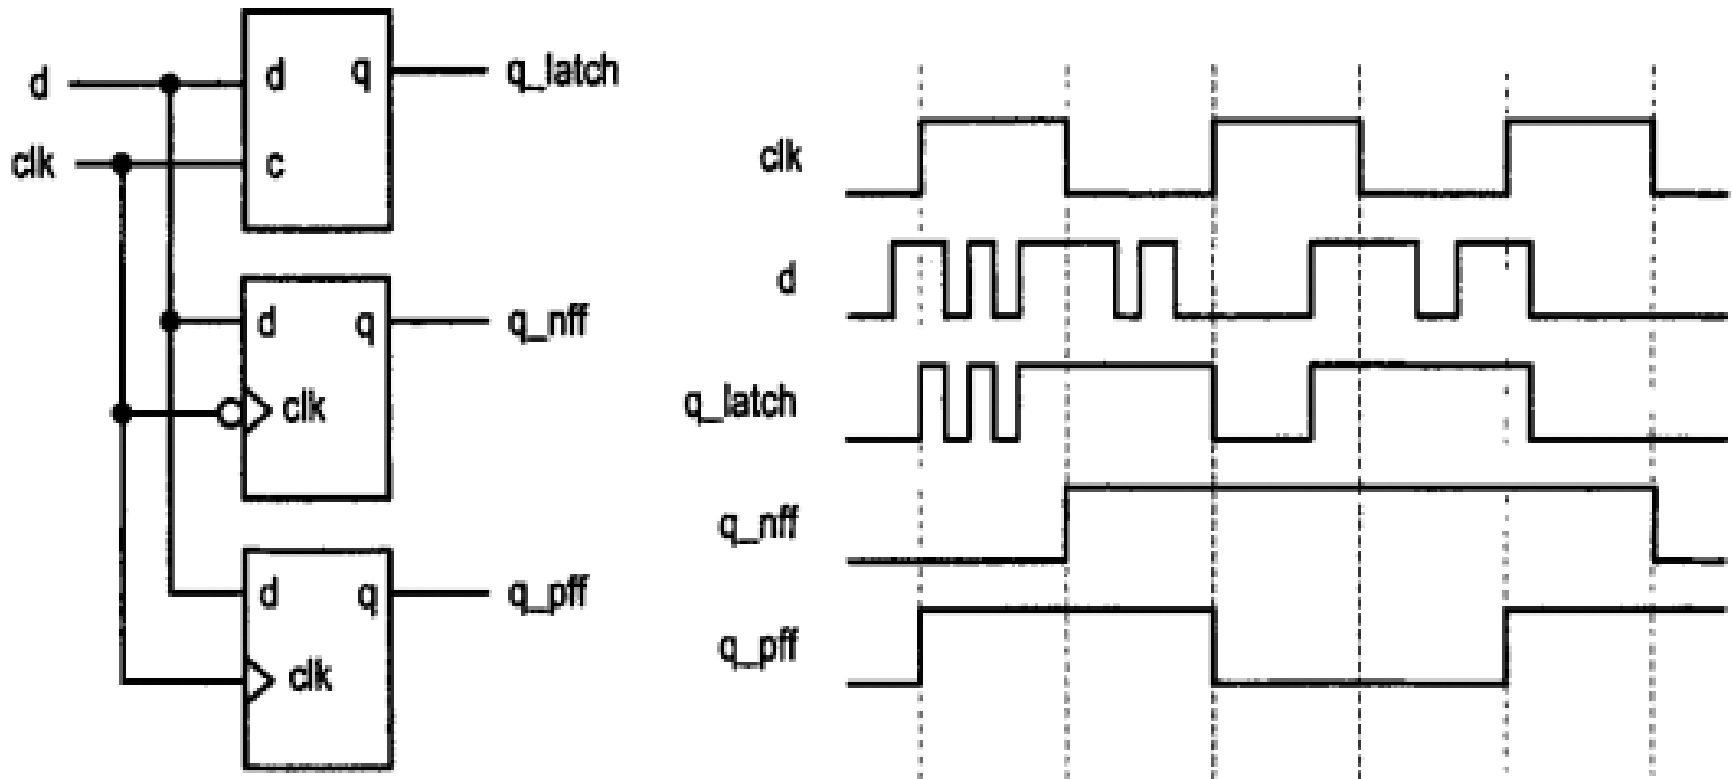 d
clk
d q
c
q_latch
d q
clk
q_nff
d q
clk
q_pff
clk
d
q_latch
q_nff
q_pff